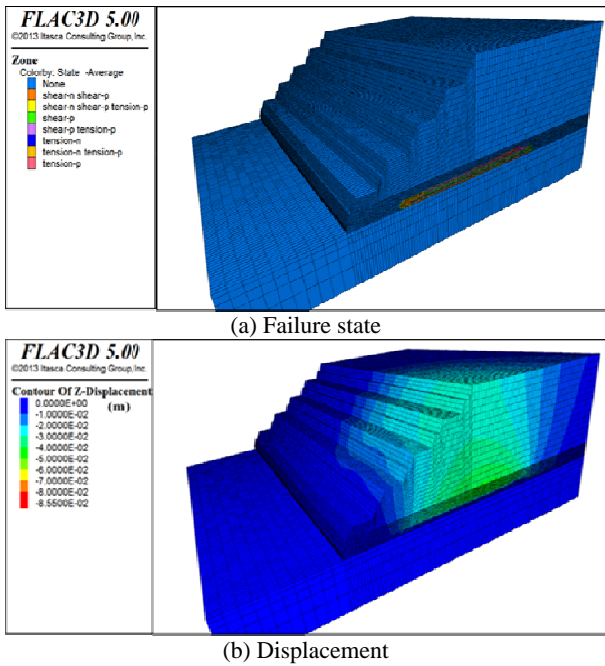 FLAC3D 5.00
©2013 Itasca Consulting Group, Inc.
Zone
Colorby: State -Average
None
shear-n shear-p
shear-n shear-p tension-p
shear-p
shear-p tension-p
tension-n
tension-n tension-p
tension-p
(a) Failure state
FLAC3D 5.00
©2013 Itasca Consulting Group, Inc.
Contour Of Z-Displacement
(m)
0.0000E+00
-1.0000E-02
-2.0000E-02
-3.0000E-02
-4.0000E-02
-5.0000E-02
-6.0000E-02
-7.0000E-02
-8.0000E-02
-8.5500E-02
(b) Displacement